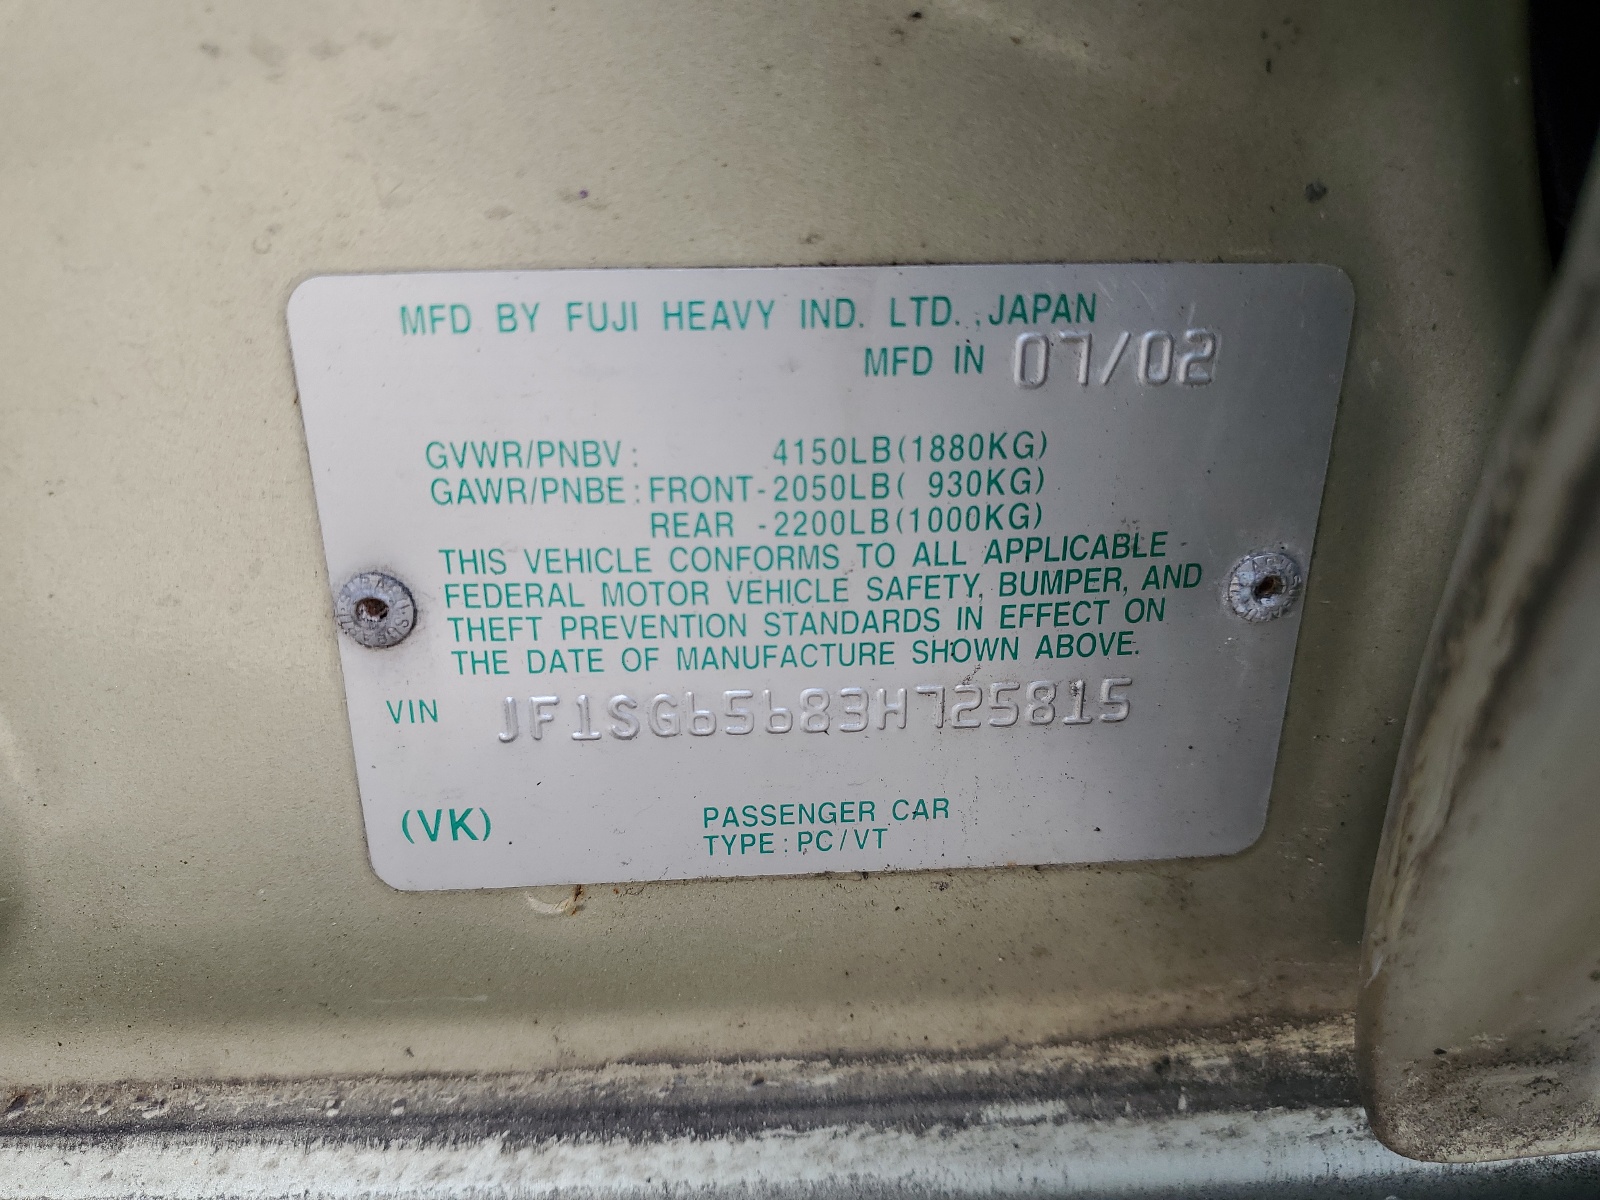 MFD BY FUJI HEAVY IND. LTD., JAPAN
MFD IN 07/02
GVWR/PNBV: 4150LB(1880KG)
GAWR/PNBE: FRONT-2050LB( 930KG)
REAR -2200LB(1000KG)
THIS VEHICLE CONFORMS TO ALL APPLICABLE
FEDERAL MOTOR VEHICLE SAFETY, BUMPER, AND
THEFT PREVENTION STANDARDS IN EFFECT ON
THE DATE OF MANUFACTURE SHOWN ABOVE.
VIN JF1SG65683H725815
(VK)
PASSENGER CAR
TYPE: PC/VT